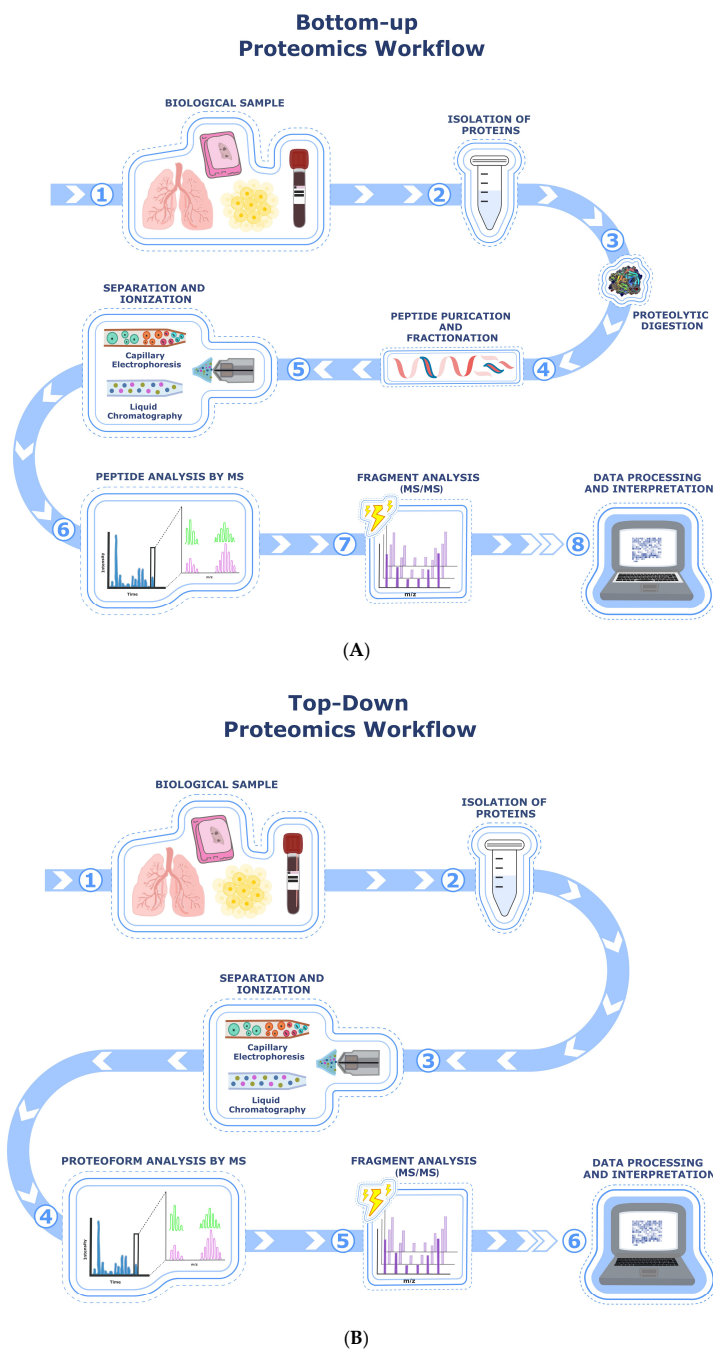 Bottom-up
Proteomics Workflow
BIOLOGICAL SAMPLE
ISOLATION OF
PROTEINS
1
2
3
PROTEOLYTIC
DIGESTION
SEPARATION AND
IONIZATION
Capillary
Electrophoresis
Liquid
Chromatography
5
PEPTIDE PURICATION
AND
FRACTIONATION
4
PEPTIDE ANALYSIS BY MS
6
Intensity
Time
m/z
FRAGMENT ANALYSIS
(MS/MS)
7
m/z
DATA PROCESSING
AND INTERPRETATION
8
(A)
Top-Down
Proteomics Workflow
BIOLOGICAL SAMPLE
ISOLATION OF
PROTEINS
1
2
SEPARATION AND
IONIZATION
Capillary
Electrophoresis
Liquid
Chromatography
3
PROTEOFORM ANALYSIS BY MS
4
Intensity
Time
m/z
FRAGMENT ANALYSIS
(MS/MS)
5
m/z
DATA PROCESSING
AND INTERPRETATION
6
(B)